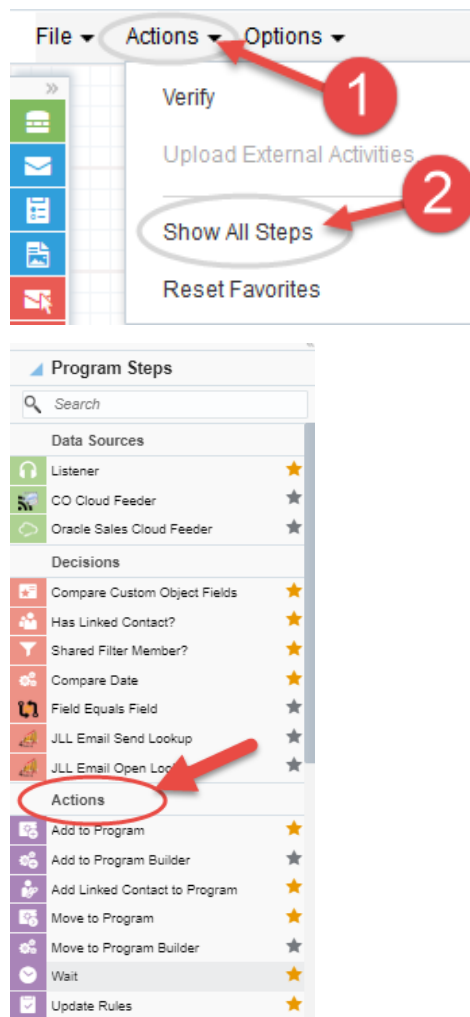 File Actions Options
Verify
1
Upload External Activities
2
Show All Steps
Reset Favorites
Program Steps
Search
Data Sources
Listener
CO Cloud Feeder
Oracle Sales Cloud Feeder
Decisions
Compare Custom Object Fields
Has Linked Contact?
Shared Filter Member?
Compare Date
Field Equals Field
JLL Email Send Lookup
JLL Email Open
Actions
Add to Program
Add to Program Builder
Add Linked Contact to Program
Move to Program
Move to Program Builder
Wait
Update Rules